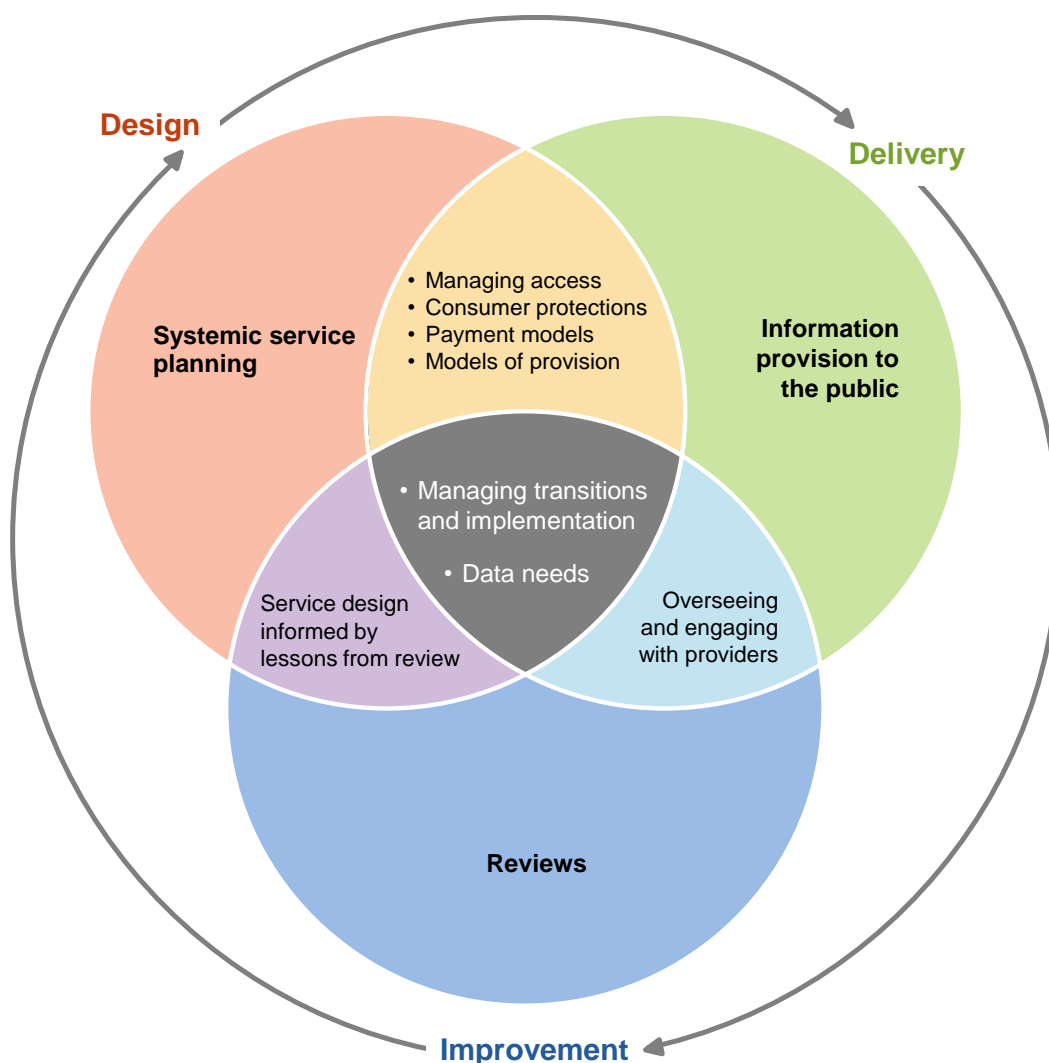 Design
Delivery
• Managing access
• Consumer protections
• Payment models
• Models of provision
Systemic service
planning
Information
provision to
the public
• Managing transitions
and implementation
• Data needs
Service design
informed by
lessons from review
Overseeing
and engaging
with providers
Reviews
Improvement